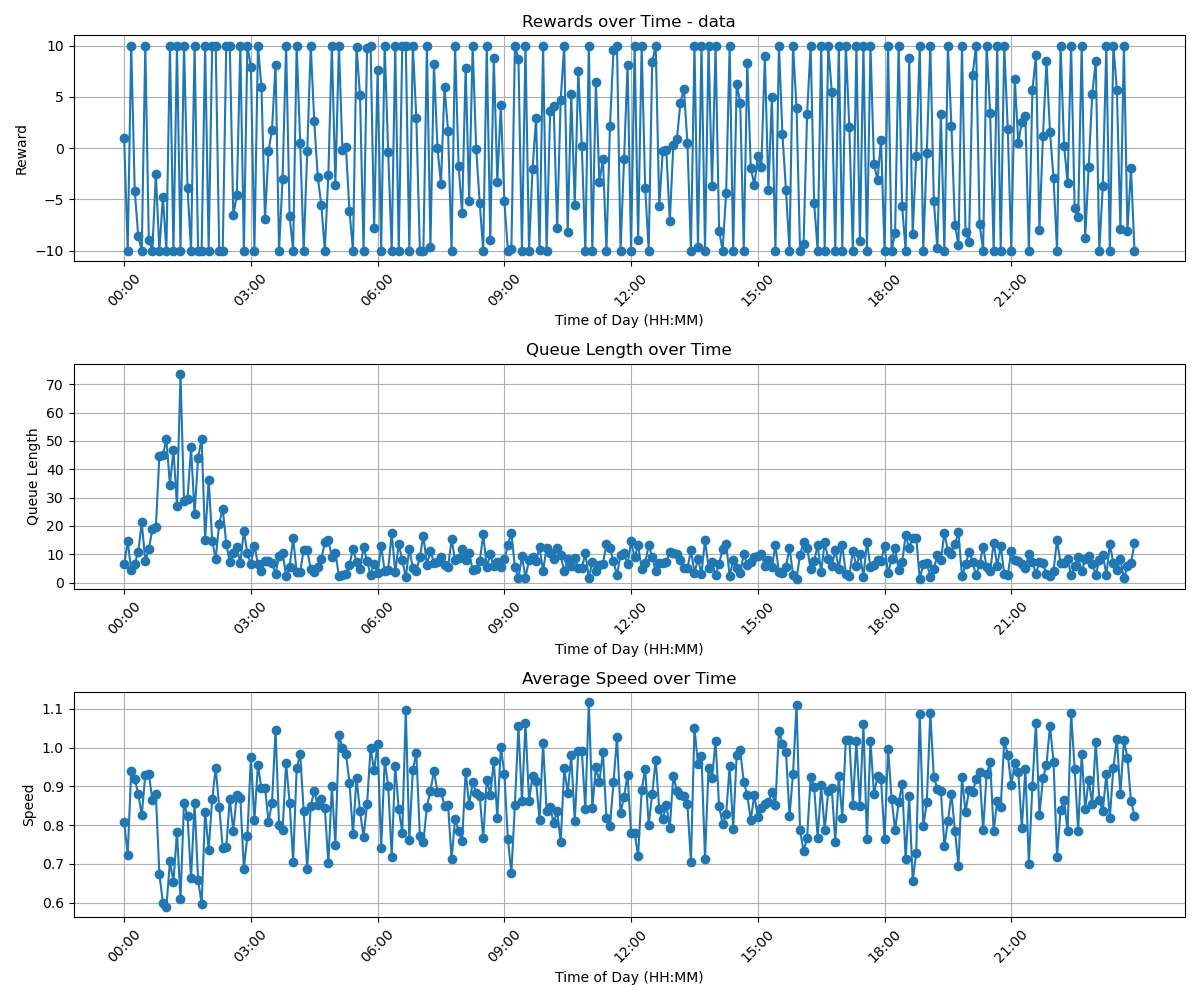 Rewards over Time - data
10
5
0
−5
−10
Reward
00:00 03:00 06:00 09:00 12:00 15:00 18:00 21:00
Time of Day (HH:MM)
Queue Length over Time
70
60
50
40
30
20
10
0
Queue Length
00:00 03:00 06:00 09:00 12:00 15:00 18:00 21:00
Time of Day (HH:MM)
Average Speed over Time
1.1
1.0
0.9
0.8
0.7
0.6
Speed
00:00 03:00 06:00 09:00 12:00 15:00 18:00 21:00
Time of Day (HH:MM)